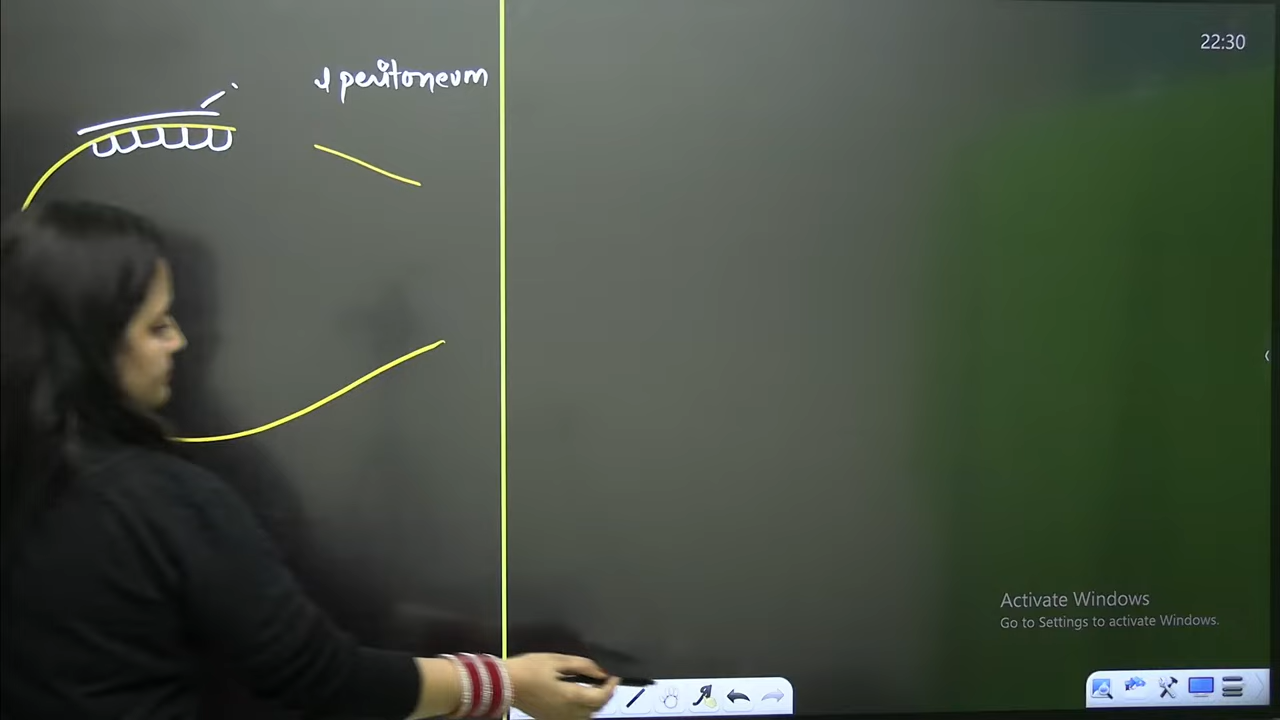 peritoneum
22:30
Activate Windows
Go to Settings to activate Windows.